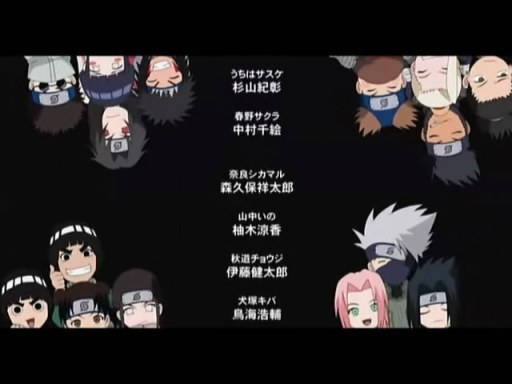 うちはサスケ
杉山紀彰
春野サクラ
中村千絵
奈良シカマル
森久保祥太郎
山中いの
柚木涼香
秋道チョウジ
伊藤健太郎
犬塚キバ
鳥海浩輔